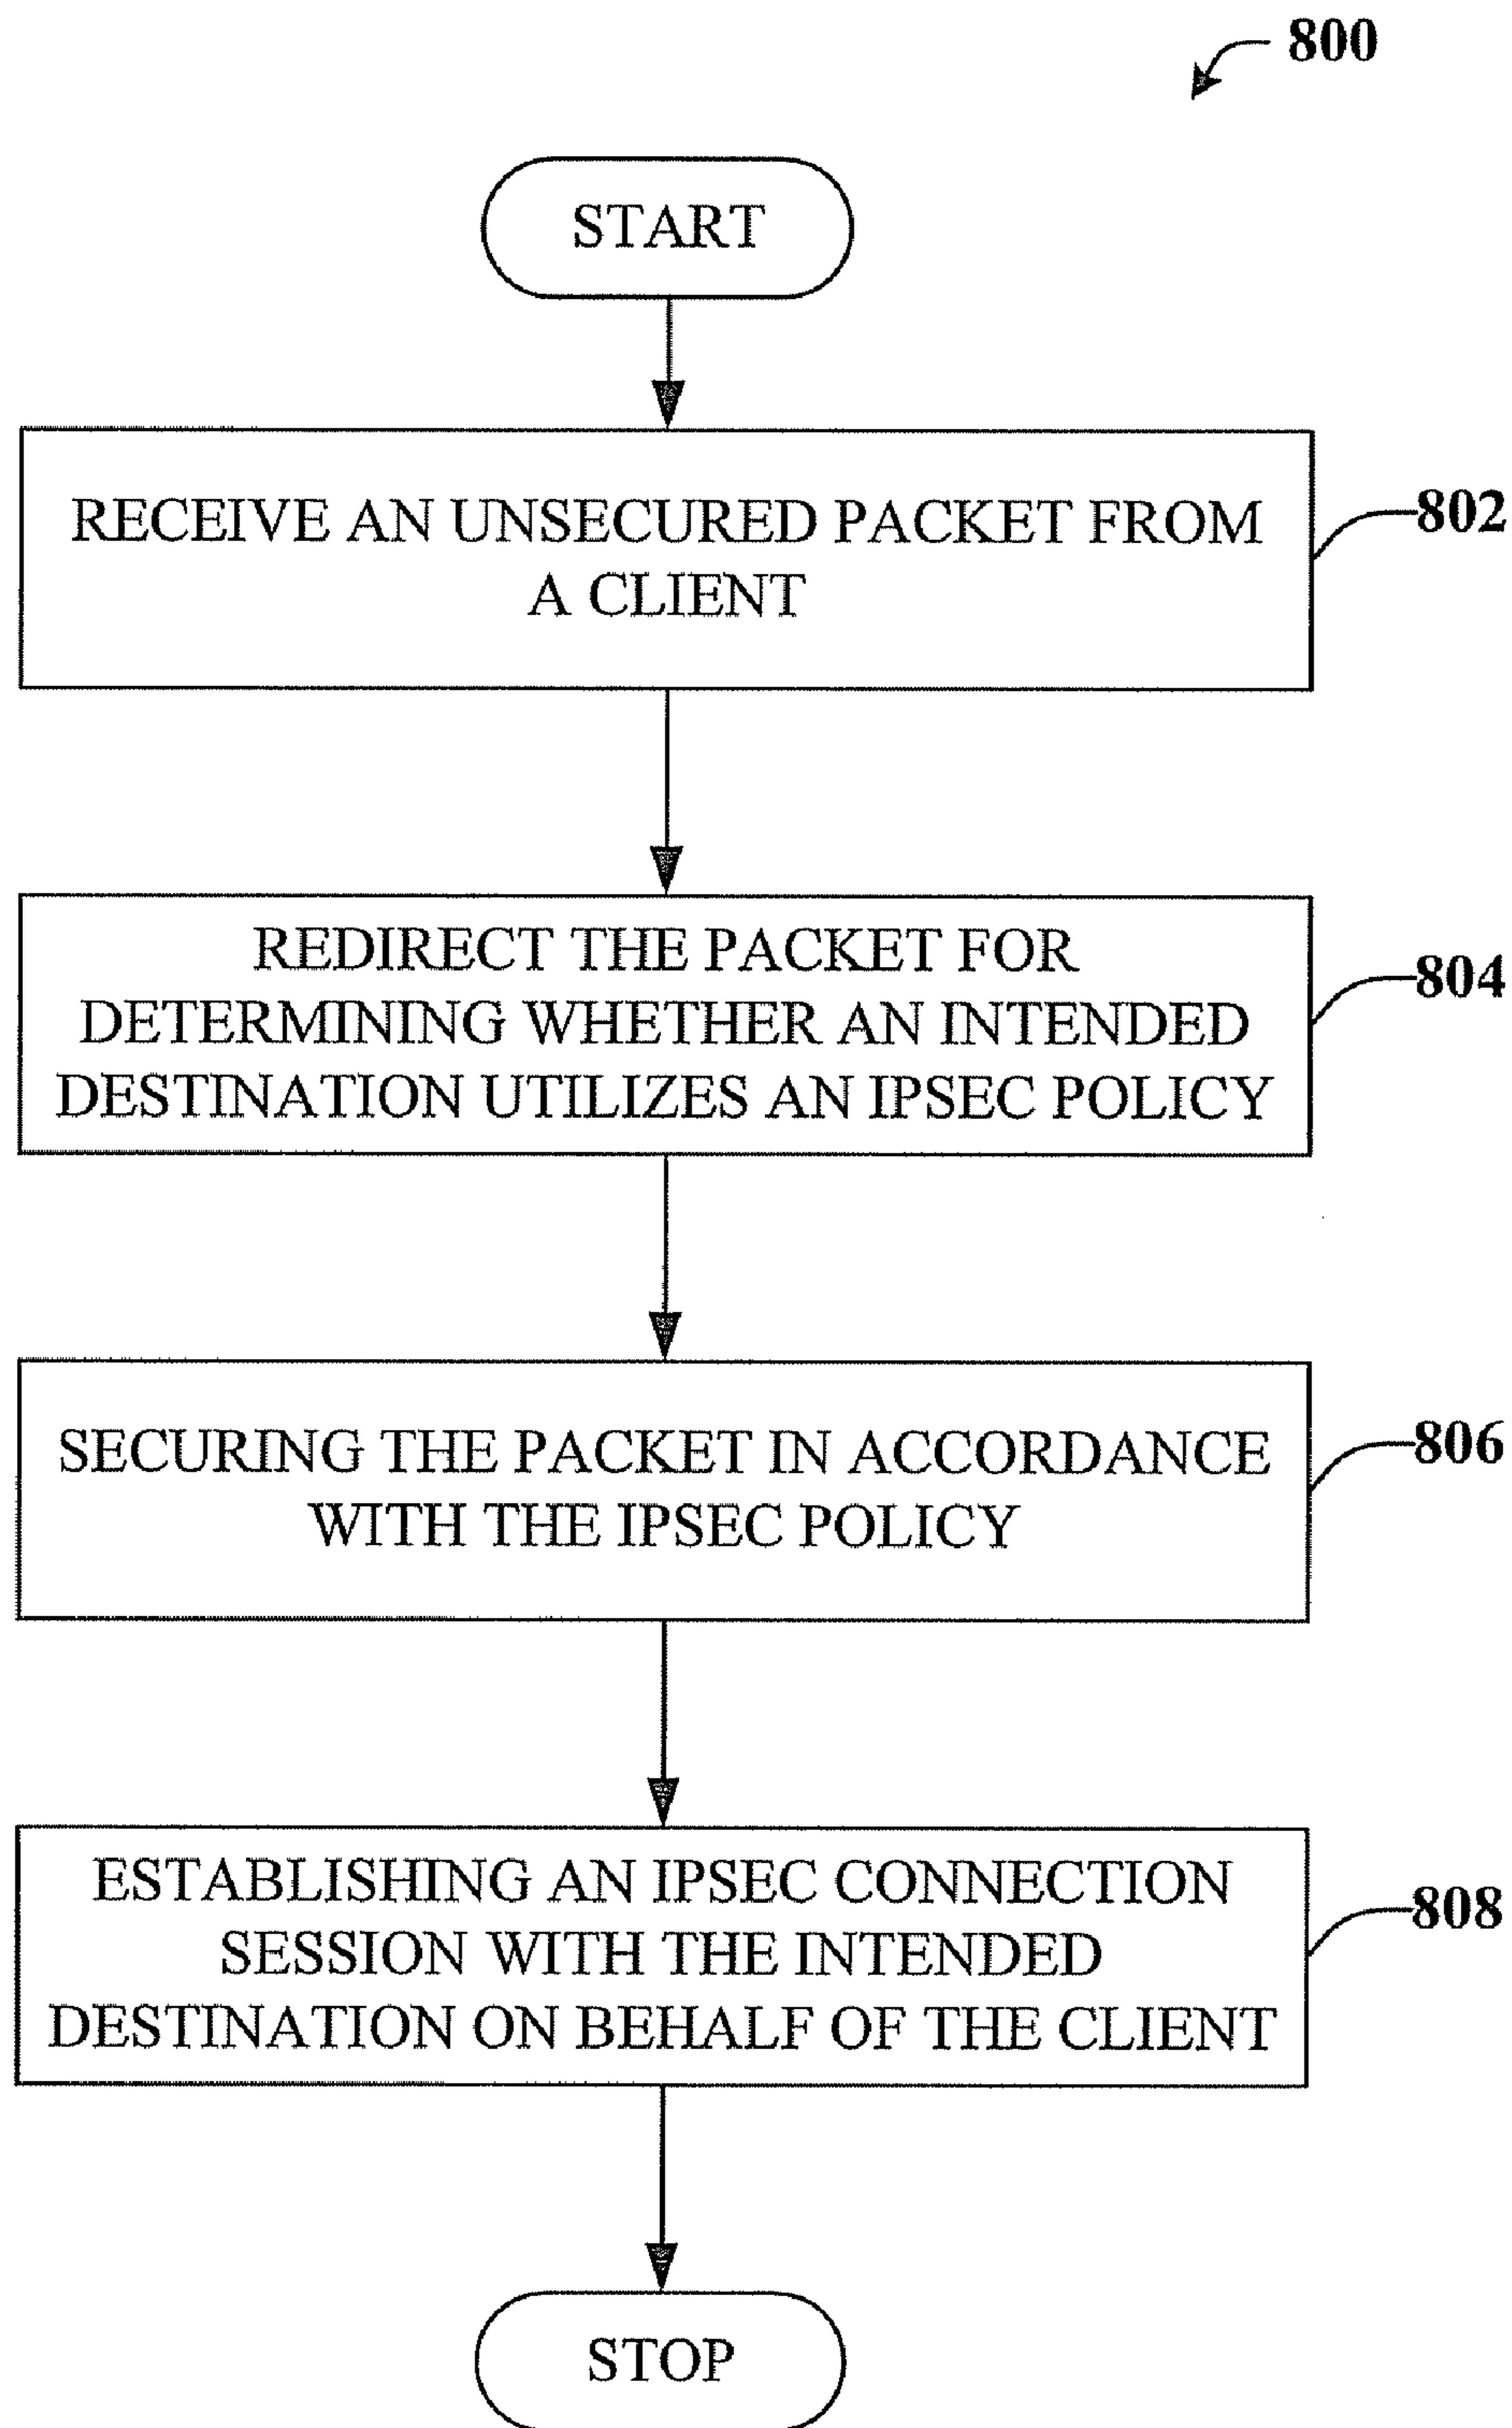 800
START
RECEIVE AN UNSECURED PACKET FROM
A CLIENT
802
REDIRECT THE PACKET FOR
DETERMINING WHETHER AN INTENDED
DESTINATION UTILIZES AN IPSEC POLICY
804
SECURING THE PACKET IN ACCORDANCE
WITH THE IPSEC POLICY
806
ESTABLISHING AN IPSEC CONNECTION
SESSION WITH THE INTENDED
DESTINATION ON BEHALF OF THE CLIENT
808
STOP